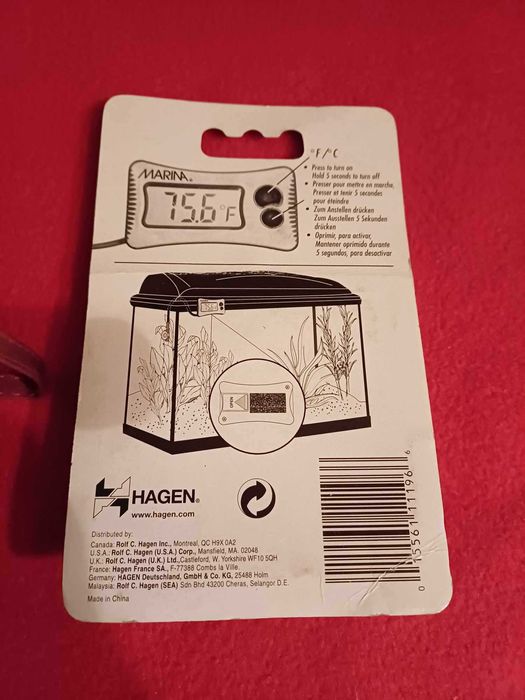 °F/°C
MARINA®
75.6°F
• Press to turn on
Hold 5 seconds to turn off
• Presser pour mettre en marche,
Presser et tenir 5 secondes
pour éteindre
• Zum Anstellen drücken
Zum Ausstellen 5 Sekunden
drücken
• Oprimir, para activar,
Mantener oprimido durante
5 segundos, para desactivar
OPEN
HAGEN®
www.hagen.com
Distributed by:
Canada: Rolf C. Hagen Inc., Montreal, QC H9X 0A2
U.S.A.: Rolf C. Hagen (U.S.A.) Corp., Mansfield, MA. 02048
U.K.: Rolf C. Hagen (U.K.) Ltd., Castleford, W. Yorkshire WF10 5QH
France: Hagen France SA., F-77388 Combs la Ville
Germany: HAGEN Deutschland, GmbH & Co. KG, 25488 Holm
Malaysia: Rolf C. Hagen (SEA) Sdn Bhd 43200 Cheras, Selangor D.E.
Made in China
0 15561 11196 6